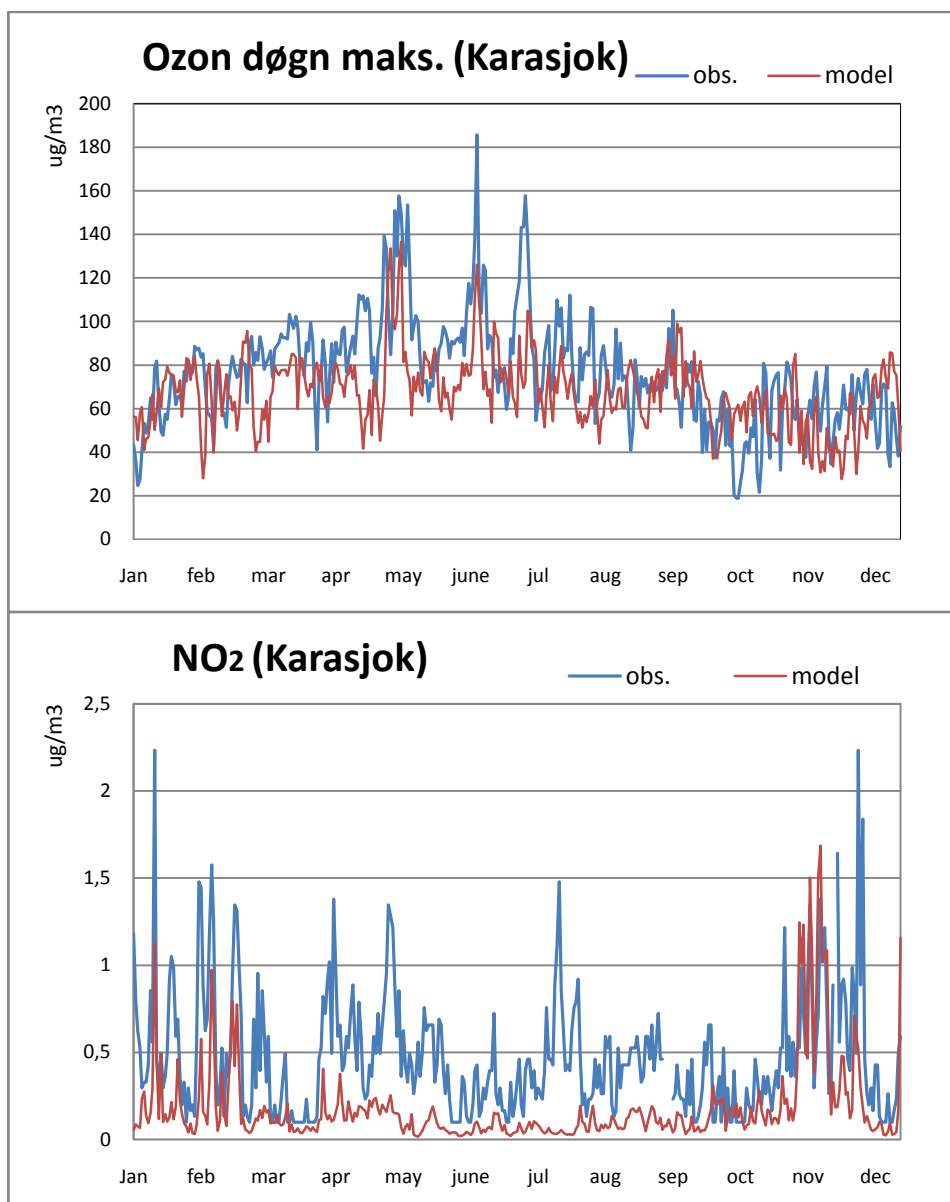 Ozon døgn maks. (Karasjok)
obs. model
ug/m3
200
180
160
140
120
100
80
60
40
20
0
Jan feb mar apr may june jul aug sep oct nov dec
NO2 (Karasjok)
obs. model
ug/m3
2,5
2
1,5
1
0,5
0
Jan feb mar apr may june jul aug sep oct nov dec